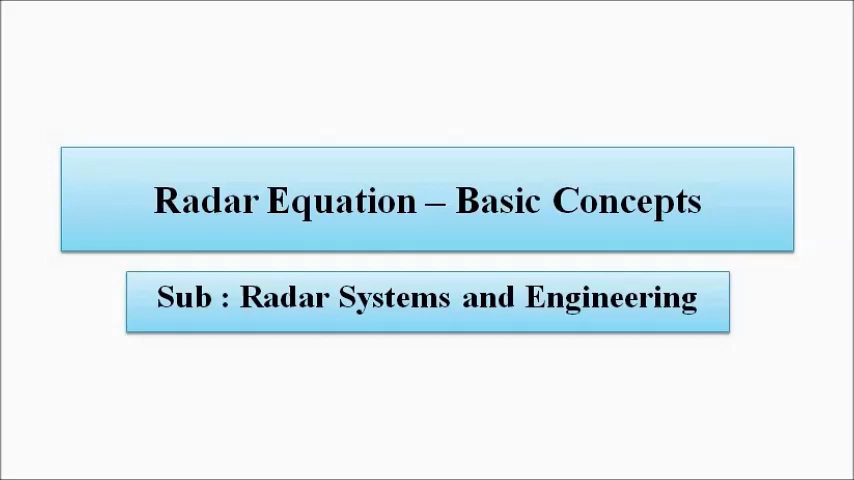 Radar Equation – Basic Concepts
Sub : Radar Systems and Engineering